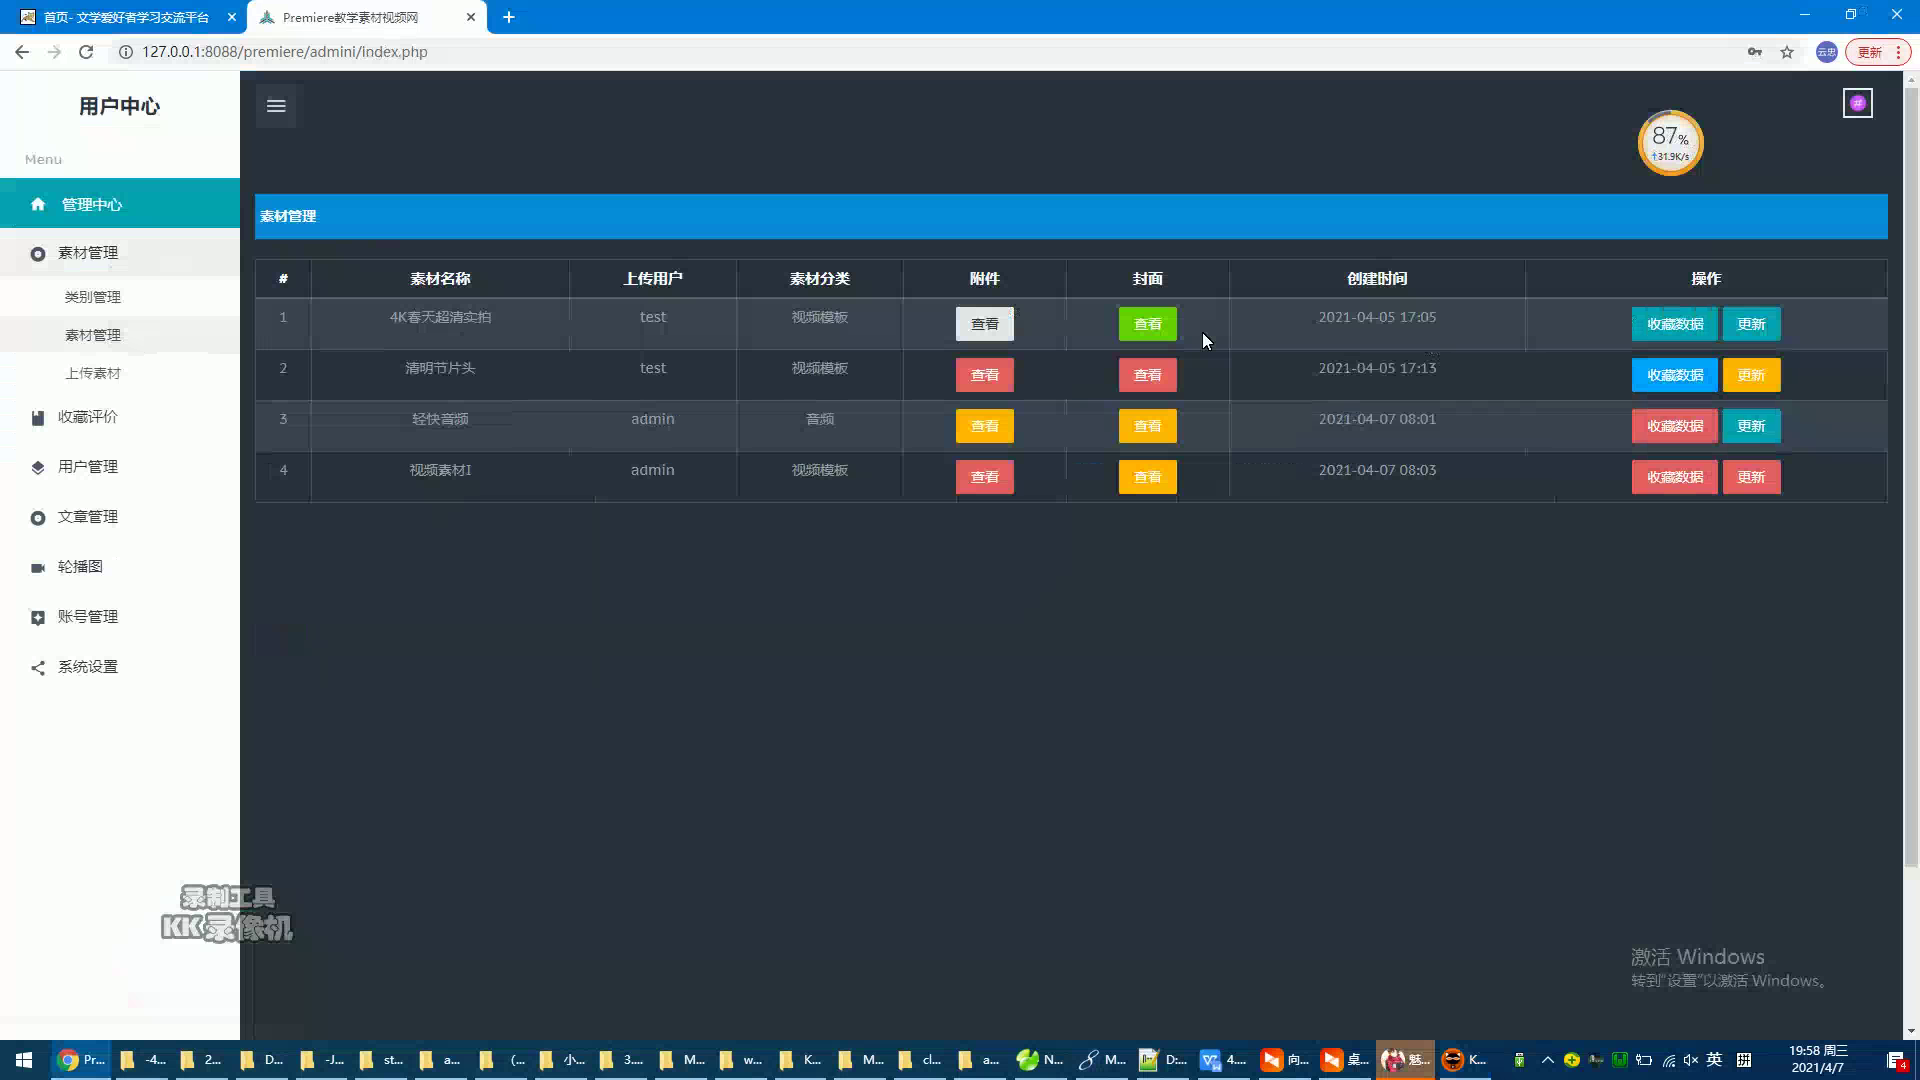 首页- 文学爱好者学习交流平台
Premiere教学素材视频网
127.0.0.1:8088/premiere/admini/index.php
云忠
更新
用户中心
Menu
管理中心
素材管理
类别管理
素材管理
上传素材
收藏评价
用户管理
文章管理
轮播图
账号管理
系统设置
87%
↑31.9K/s
素材管理
# 素材名称 上传用户 素材分类 附件 封面 创建时间 操作
1 4K春天超清实拍 test 视频模板 查看 查看 2021-04-05 17:05 收藏数据 更新
2 清明节片头 test 视频模板 查看 查看 2021-04-05 17:13 收藏数据 更新
3 轻快音频 admin 音频 查看 查看 2021-04-07 08:01 收藏数据 更新
4 视频素材I admin 视频模板 查看 查看 2021-04-07 08:03 收藏数据 更新
录制工具
KK录像机
激活 Windows
转到"设置"以激活 Windows。
Pr... -4... 2... D... -J... st... a... (... 小... 3.... M... w... K... M... cl... a... N... M... D:... 4.... 向... 桌... 魅... K... 英 拼
19:58 周三
2021/4/7
4